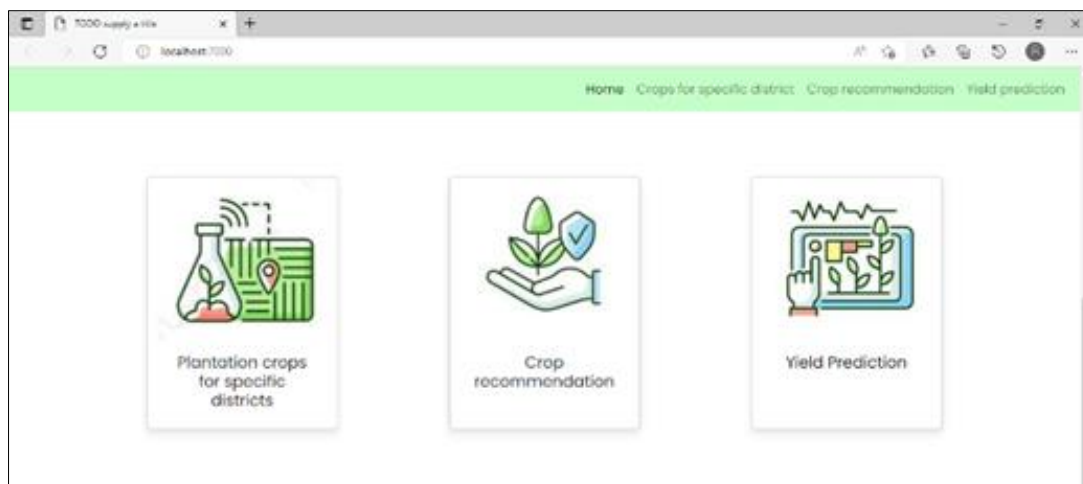 TODO supply a title
localhost:7000
Home Crops for specific district Crop recommendation Yield prediction
Plantation crops
for specific
districts
Crop
recommendation
Yield Prediction